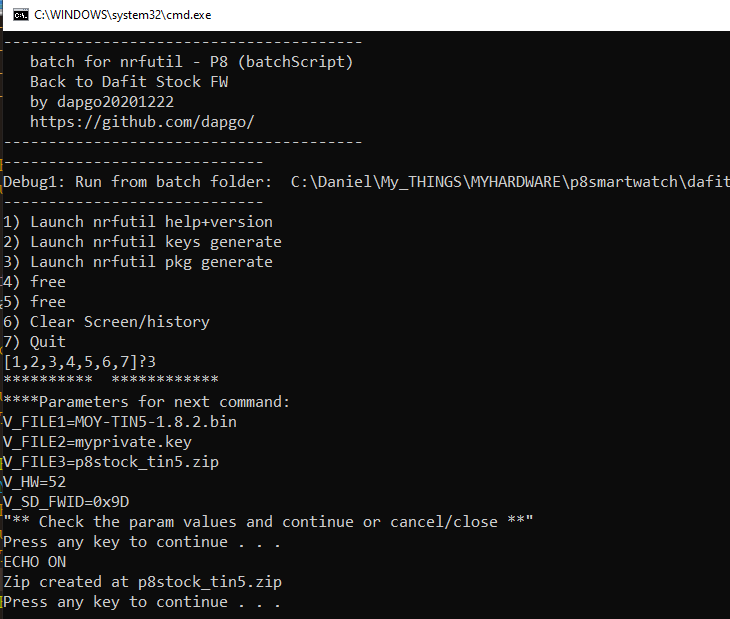 C:\WINDOWS\system32\cmd.exe
----------------------------------------
batch for nrfutil - P8 (batchScript)
Back to Dafit Stock FW
by dapgo20201222
https://github.com/dapgo/
----------------------------------------
-----------------------------
Debug1: Run from batch folder:  C:\Daniel\My_THINGS\MYHARDWARE\p8smartwatch\dafit
-----------------------------
1) Launch nrfutil help+version
2) Launch nrfutil keys generate
3) Launch nrfutil pkg generate
4) free
5) free
6) Clear Screen/history
7) Quit
[1,2,3,4,5,6,7]?3
**********  ************
****Parameters for next command:
V_FILE1=MOY-TIN5-1.8.2.bin
V_FILE2=myprivate.key
V_FILE3=p8stock_tin5.zip
V_HW=52
V_SD_FWID=0x9D
"** Check the param values and continue or cancel/close **"
Press any key to continue . . .
ECHO ON
Zip created at p8stock_tin5.zip
Press any key to continue . . .